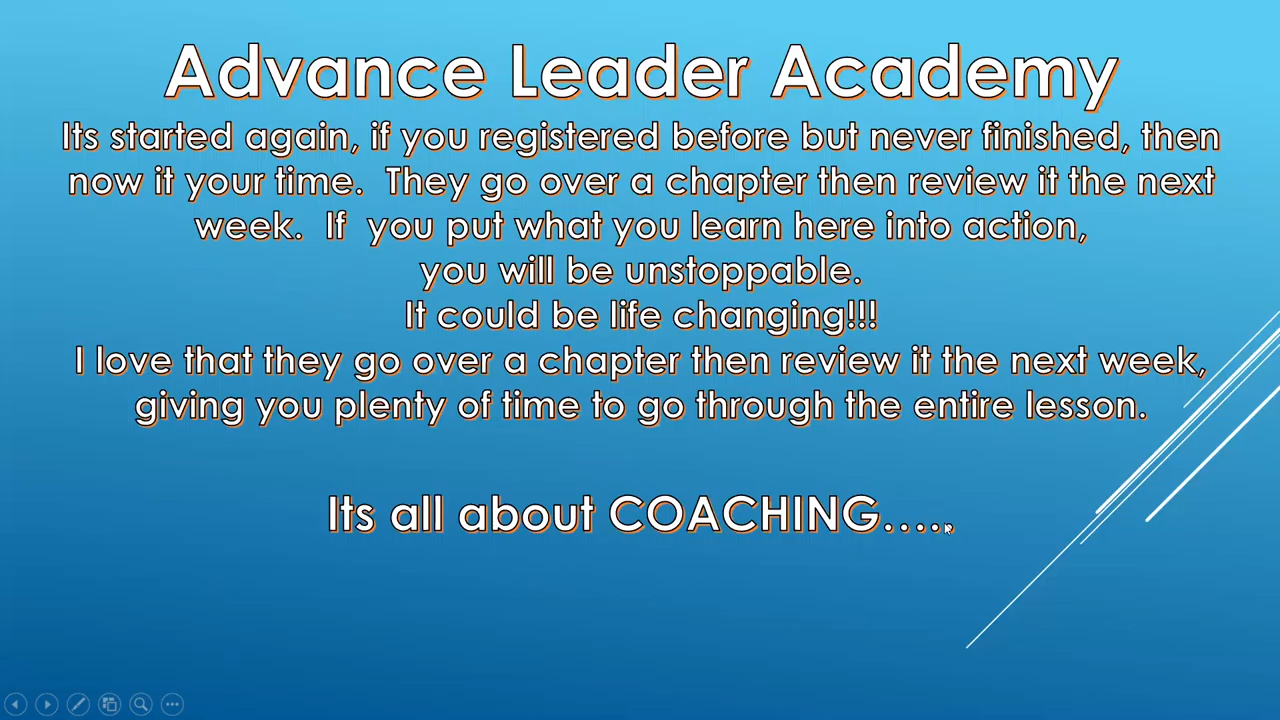 Advance Leader Academy
Its started again, if you registered before but never finished, then
now it your time.  They go over a chapter then review it the next
week.  If  you put what you learn here into action,
you will be unstoppable.
It could be life changing!!!
I love that they go over a chapter then review it the next week,
giving you plenty of time to go through the entire lesson.
Its all about COACHING…..